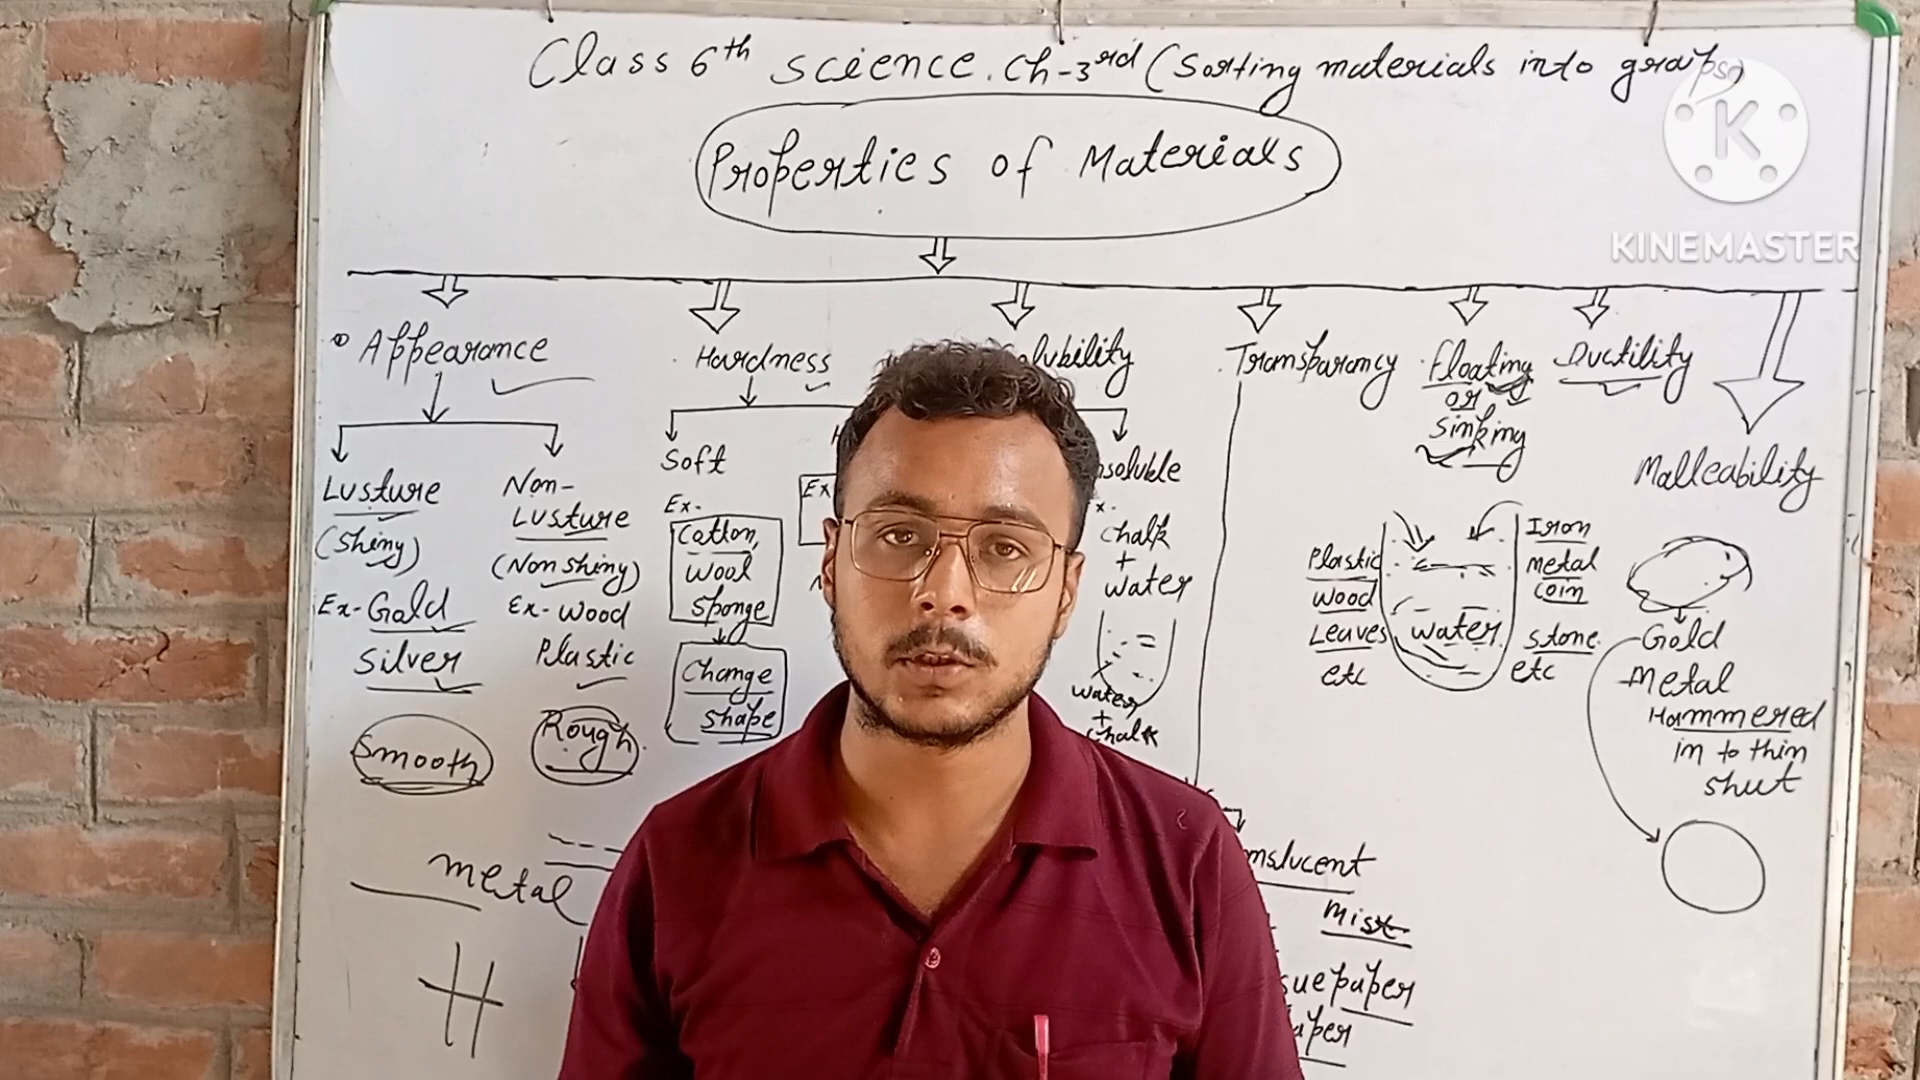 Class 6th science. Ch-3rd (Sorting materials into groups)
Properties of Materials
Appearance
Lusture
(Shiny)
Ex- Gold
Silver
Smooth
Non-
Lusture
(Non shiny)
Ex- wood
Plastic
Rough
metal
Hardness
Soft
Ex-
Cotton,
wool
sponge
Change
shape
Ex
chalk
+
water
water
+
chalk
Transparancy
mist
Floating
or
Sinking
Plastic
wood
Leaves
etc
water
Iron
metal
coin
stone
etc
Ductility
Malleability
Gold
metal
Hammered
in to thin
shut
K
KINEMASTER